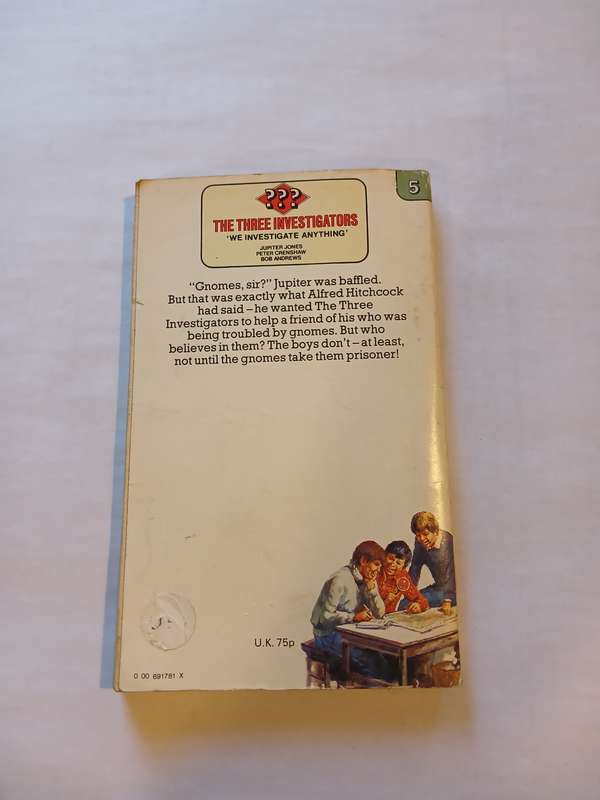 5
???
THE THREE INVESTIGATORS
'WE INVESTIGATE ANYTHING'
JUPITER JONES
PETER CRENSHAW
BOB ANDREWS
"Gnomes, sir?" Jupiter was baffled.
But that was exactly what Alfred Hitchcock
had said – he wanted The Three
Investigators to help a friend of his who was
being troubled by gnomes. But who
believes in them? The boys don't – at least,
not until the gnomes take them prisoner!
U.K. 75p
0 00 691781 X